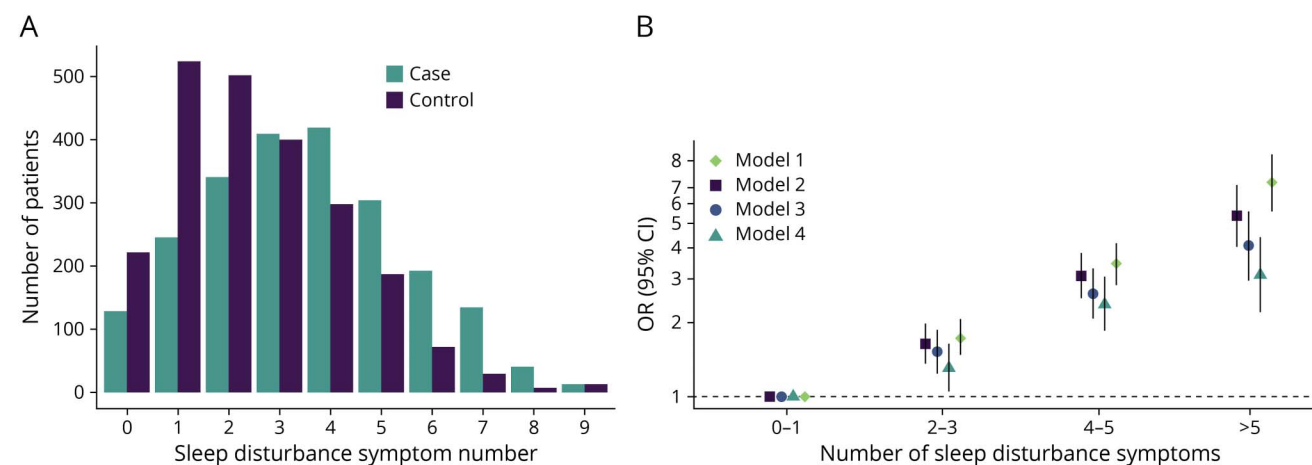 A
Number of patients
500
400
300
200
100
0
Case
Control
0 1 2 3 4 5 6 7 8 9
Sleep disturbance symptom number
B
OR (95% CI)
8
7
6
5
4
3
2
1
Model 1
Model 2
Model 3
Model 4
0–1 2–3 4–5 >5
Number of sleep disturbance symptoms